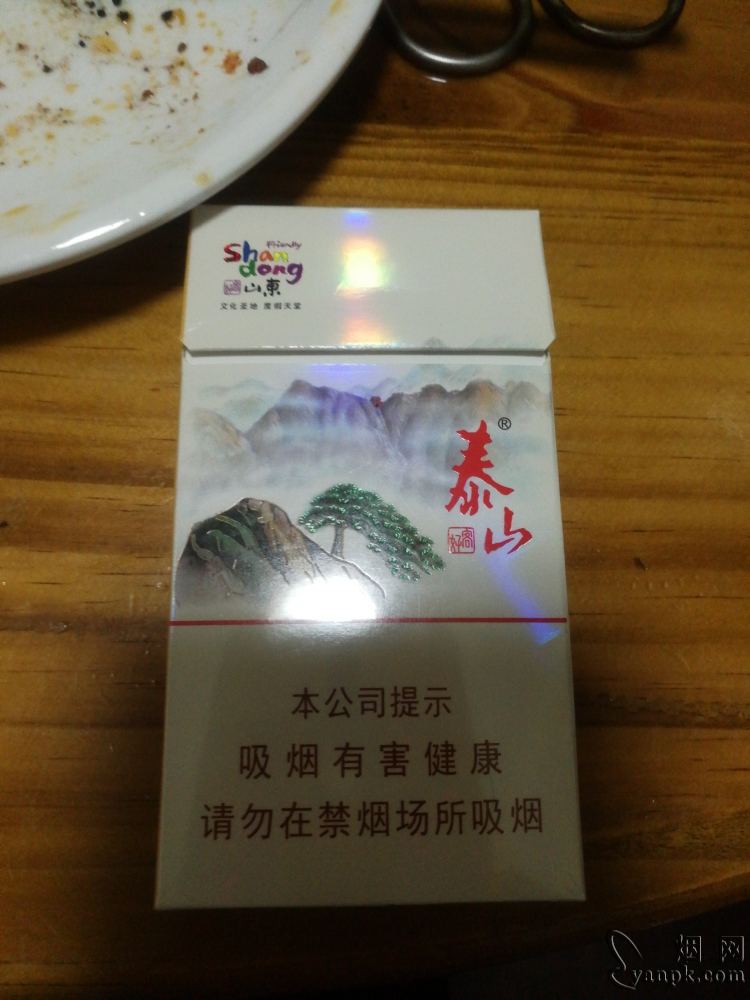 Friendly
Shan
dong
山東
文化圣地 度假天堂
泰山
®
好客
本公司提示
吸烟有害健康
请勿在禁烟场所吸烟
烟网
yanpk.com